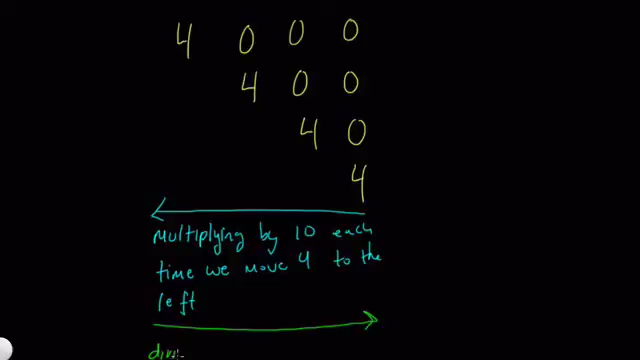 4 0 0 0
4 0 0
4 0
4
Multiplying by 10 each
time we move 4 to the
left
divi